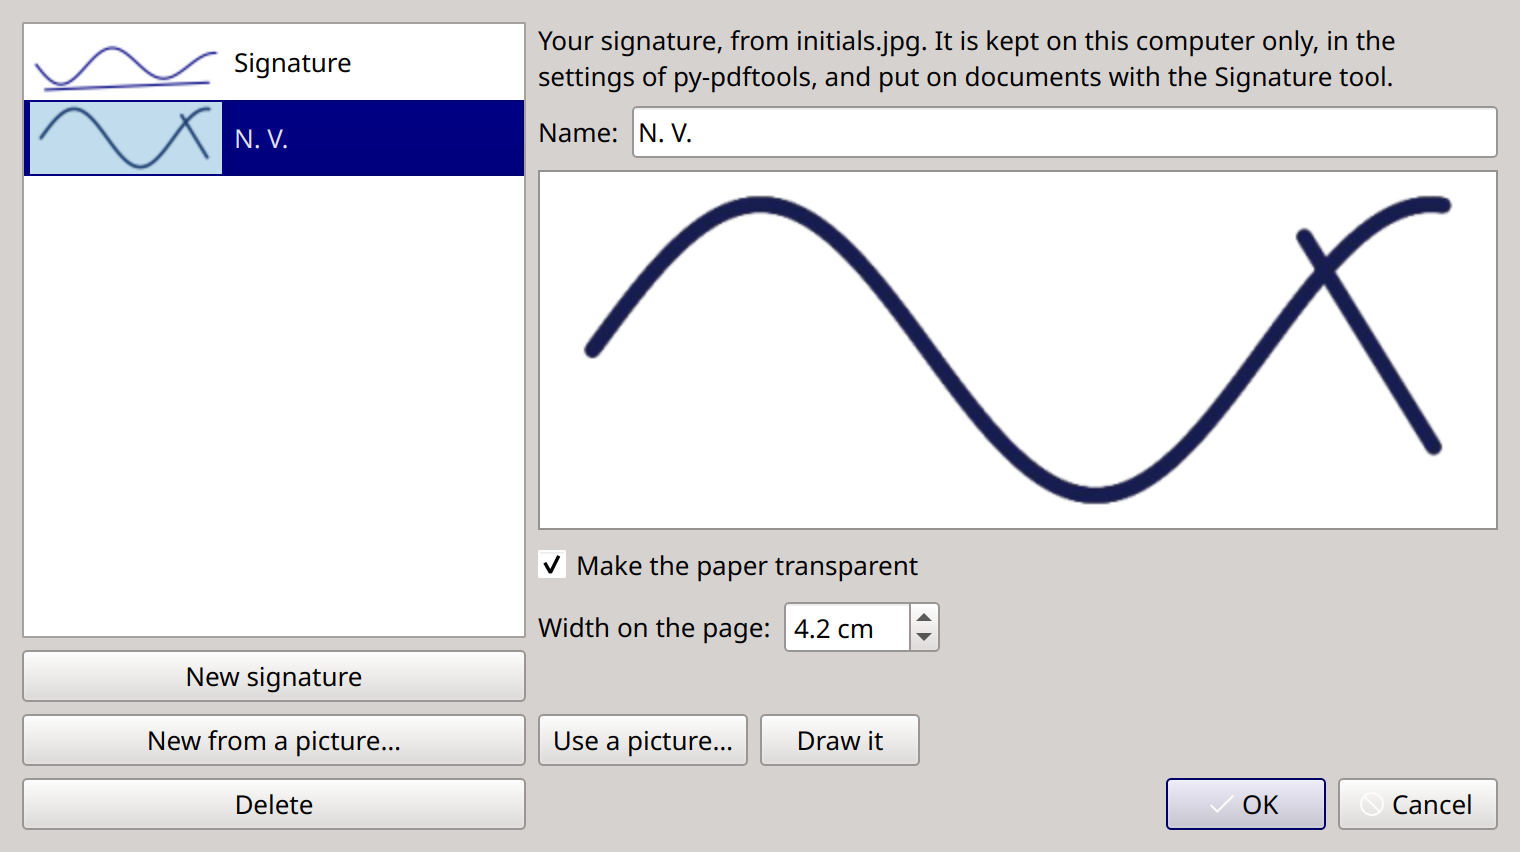 Signature
N. V.
New signature
New from a picture...
Delete
Your signature, from initials.jpg. It is kept on this computer only, in the
settings of py-pdftools, and put on documents with the Signature tool.
Name: N. V.
Make the paper transparent
Width on the page: 4.2 cm
Use a picture... Draw it
OK Cancel